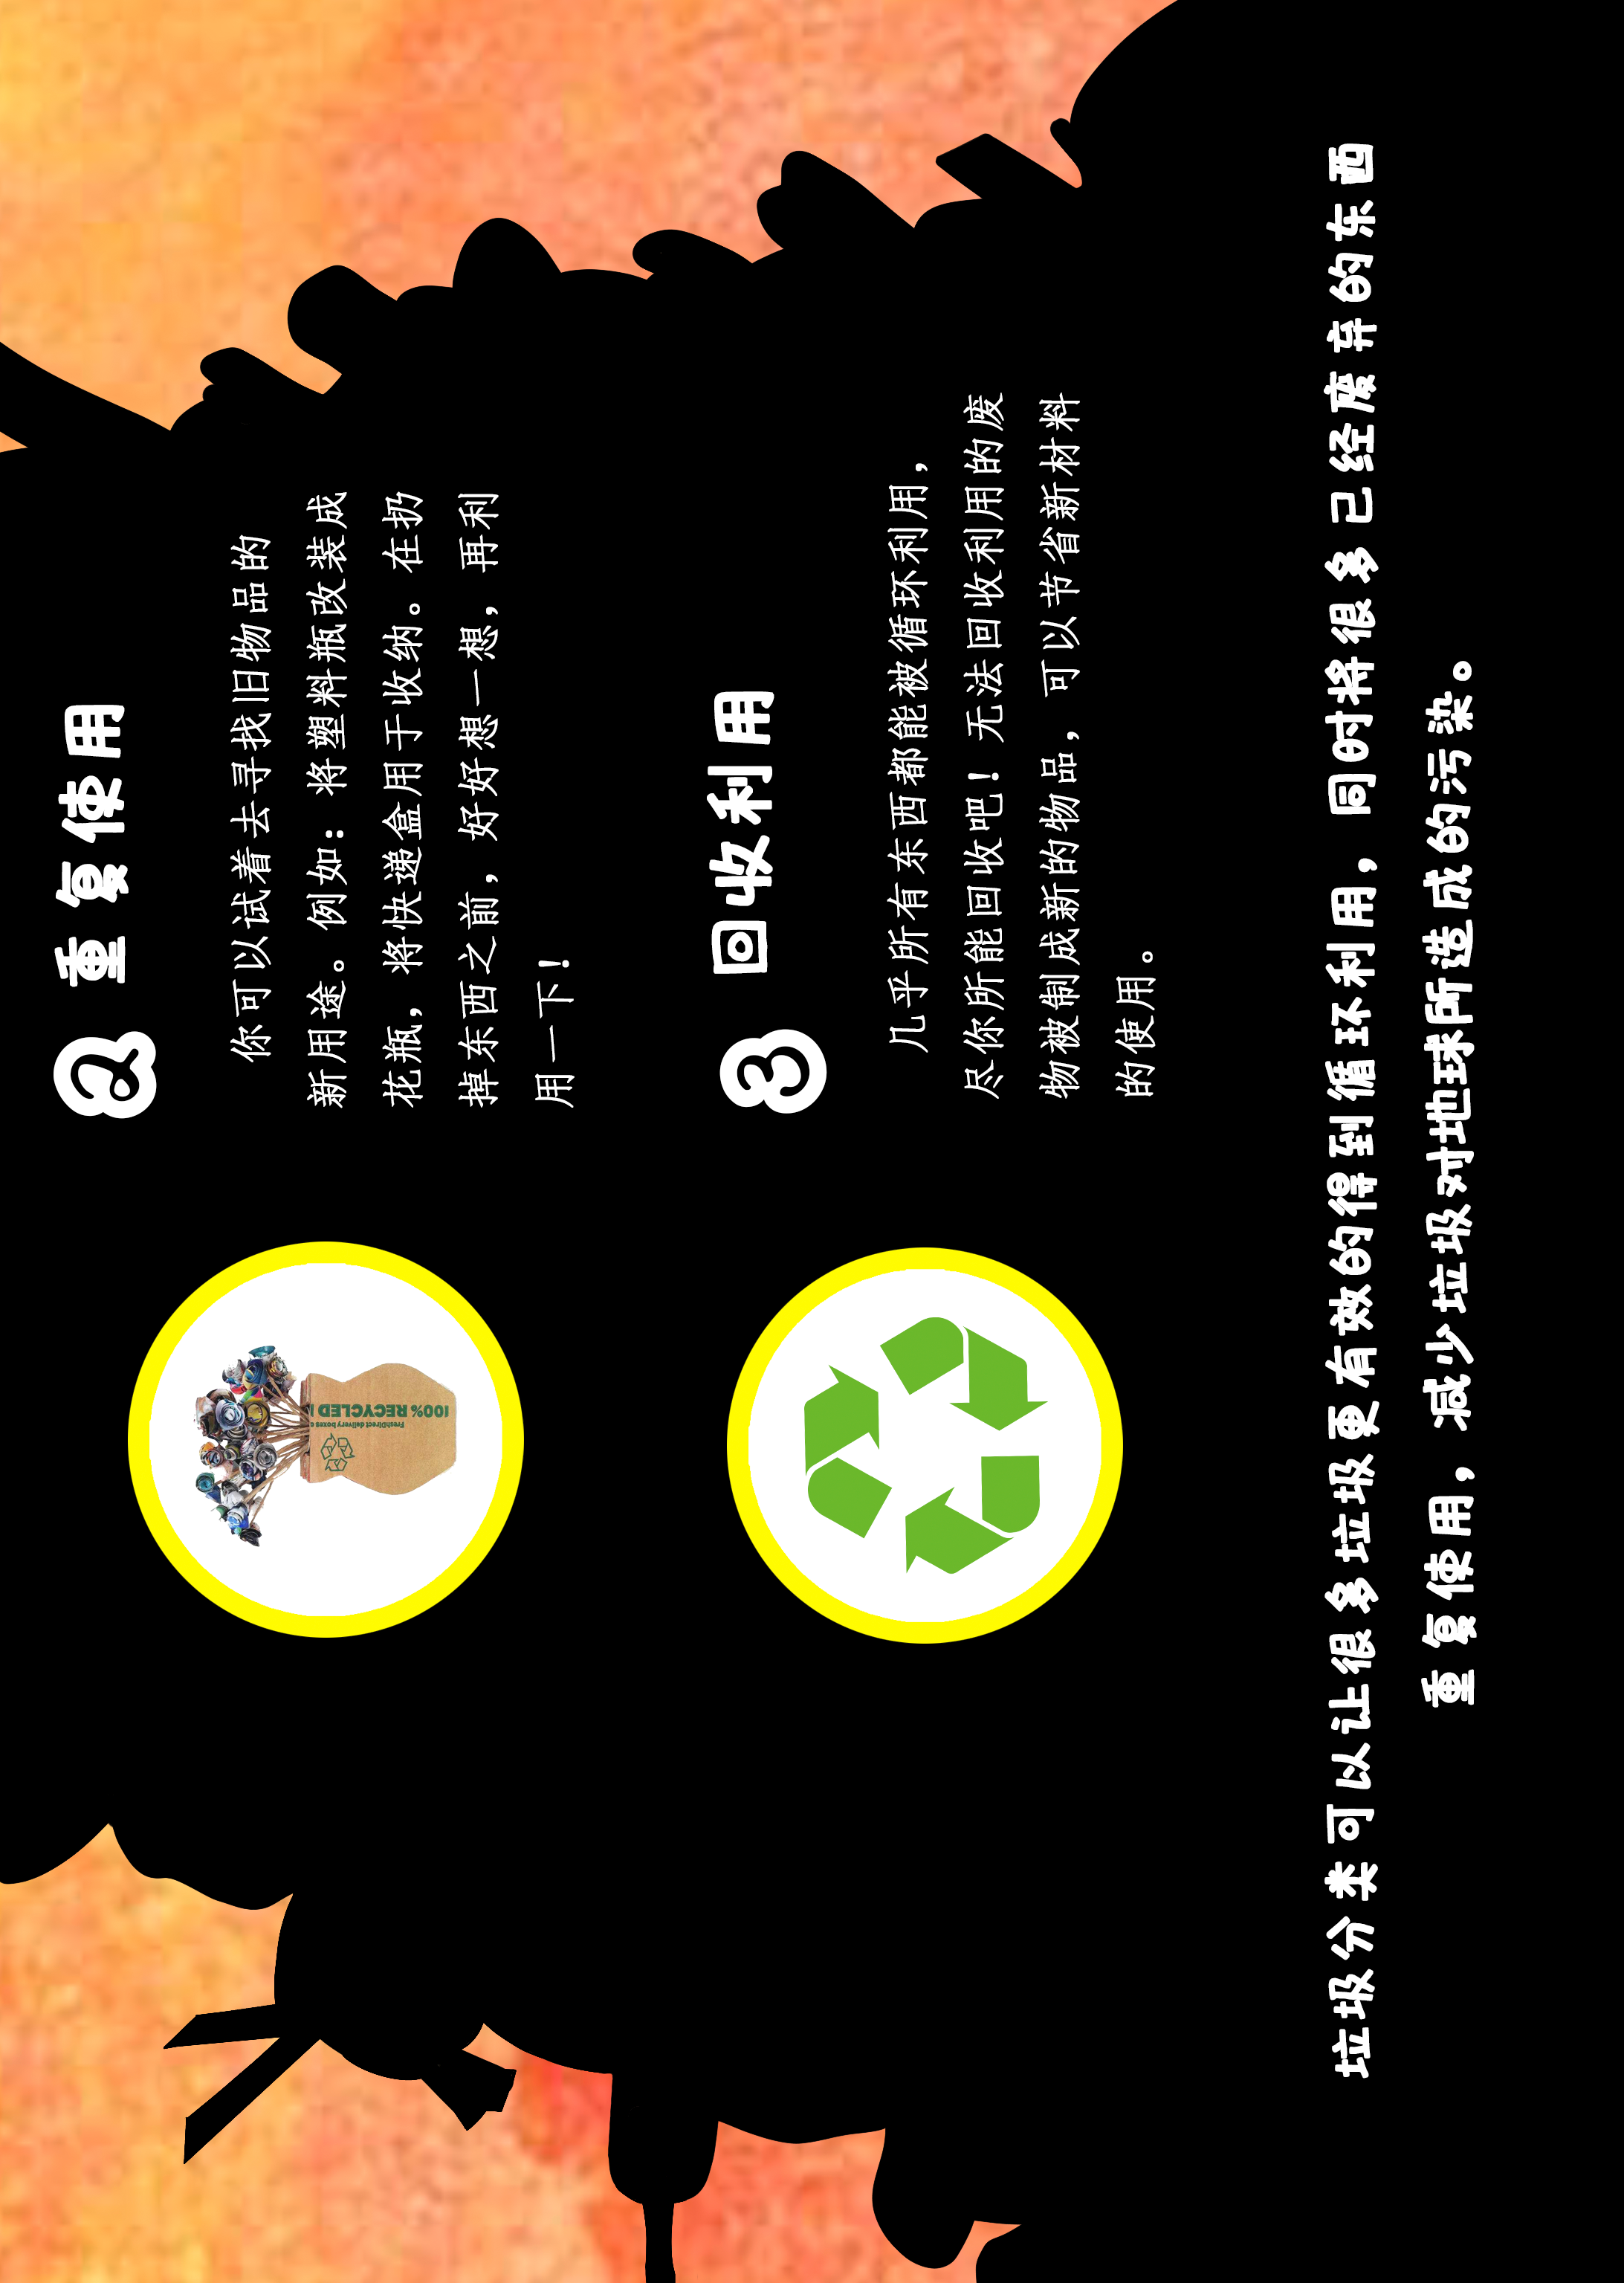 2 重复使用
你可以试着去寻找旧物品的
新用途。例如：将塑料瓶改装成
花瓶，将快递盒用于收纳。在扔
掉东西之前，好好想一想，再利
用一下！
100% RECYCLED
FreshDirect delivery boxes
3 回收利用
几乎所有东西都能被循环利用，
尽你所能回收吧！无法回收利用的废
物被制成新的物品，可以节省新材料
的使用。
垃圾分类可以让很多垃圾更有效的得到循环利用，同时将很多已经废弃的东西
重复使用，减少垃圾对地球所造成的污染。